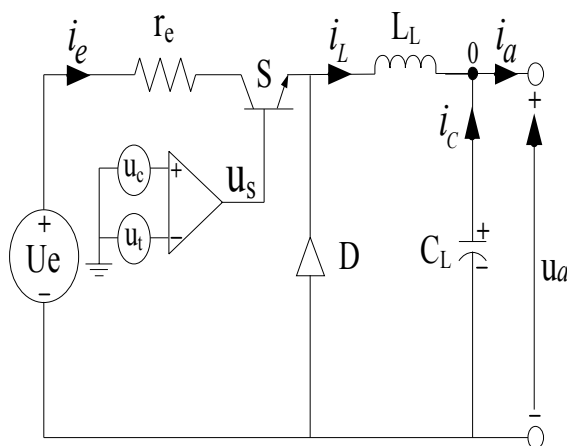 i_e
r_e
S
i_L
L_L
0
i_a
+
u_c
+
u_s
u_t
−
i_C
+
Ue
−
D
C_L
+
−
u_a
−